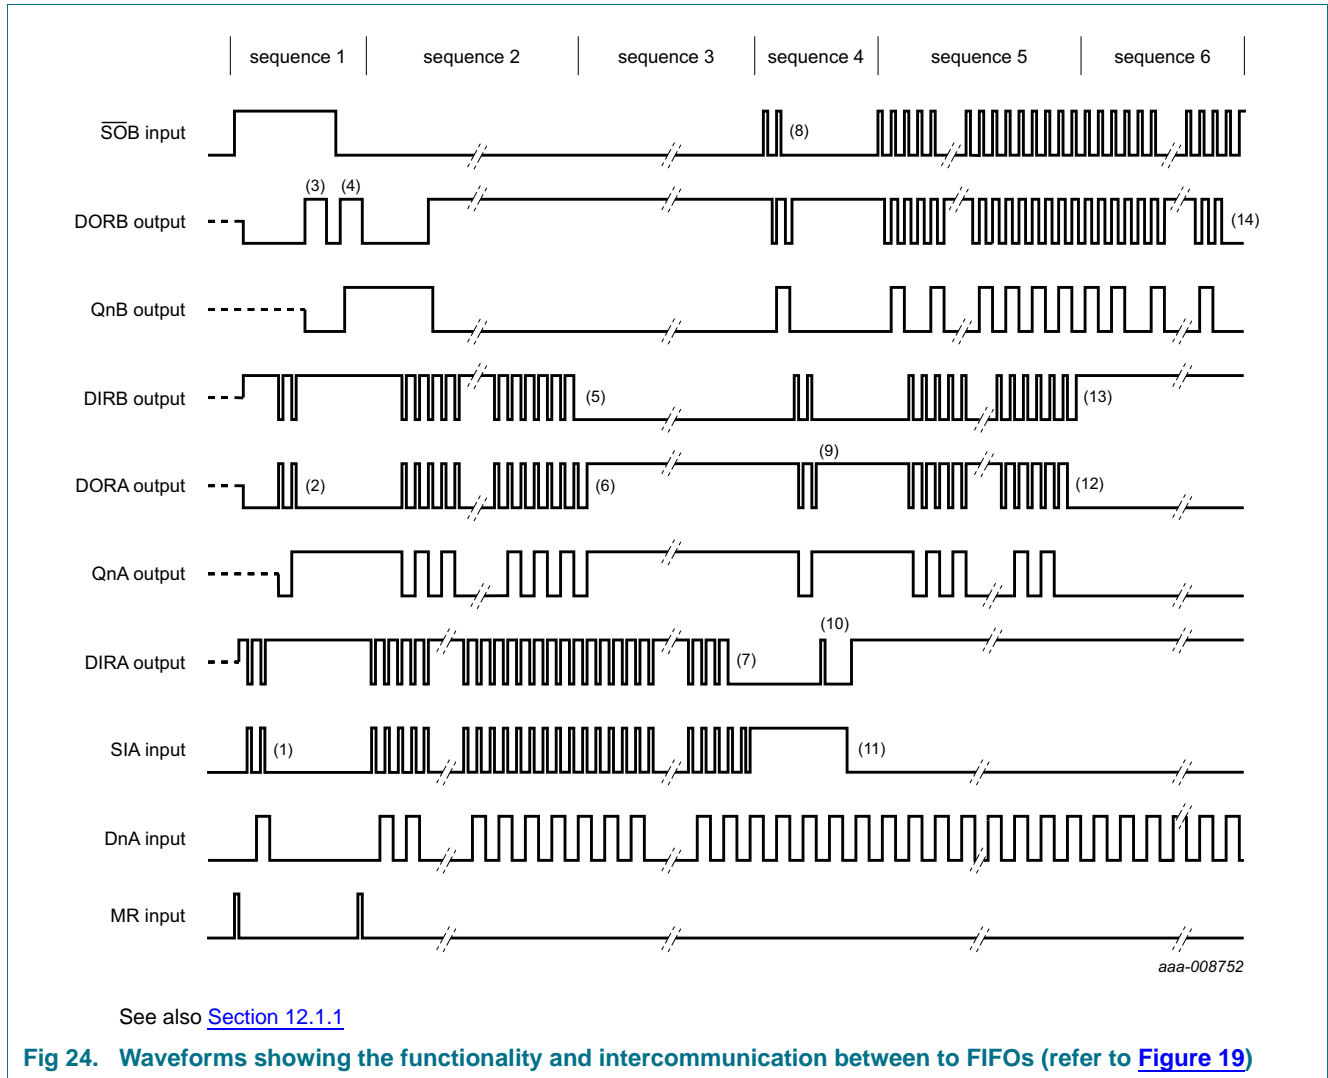 sequence 1 sequence 2 sequence 3 sequence 4 sequence 5 sequence 6
S̅O̅B input
(8)
(3) (4)
DORB output
(14)
QnB output
DIRB output
(5)
(13)
(9)
DORA output
(2)
(6)
(12)
QnA output
(10)
DIRA output
(7)
SIA input
(1)
(11)
DnA input
MR input
aaa-008752
See also Section 12.1.1
Fig 24. Waveforms showing the functionality and intercommunication between to FIFOs (refer to Figure 19)